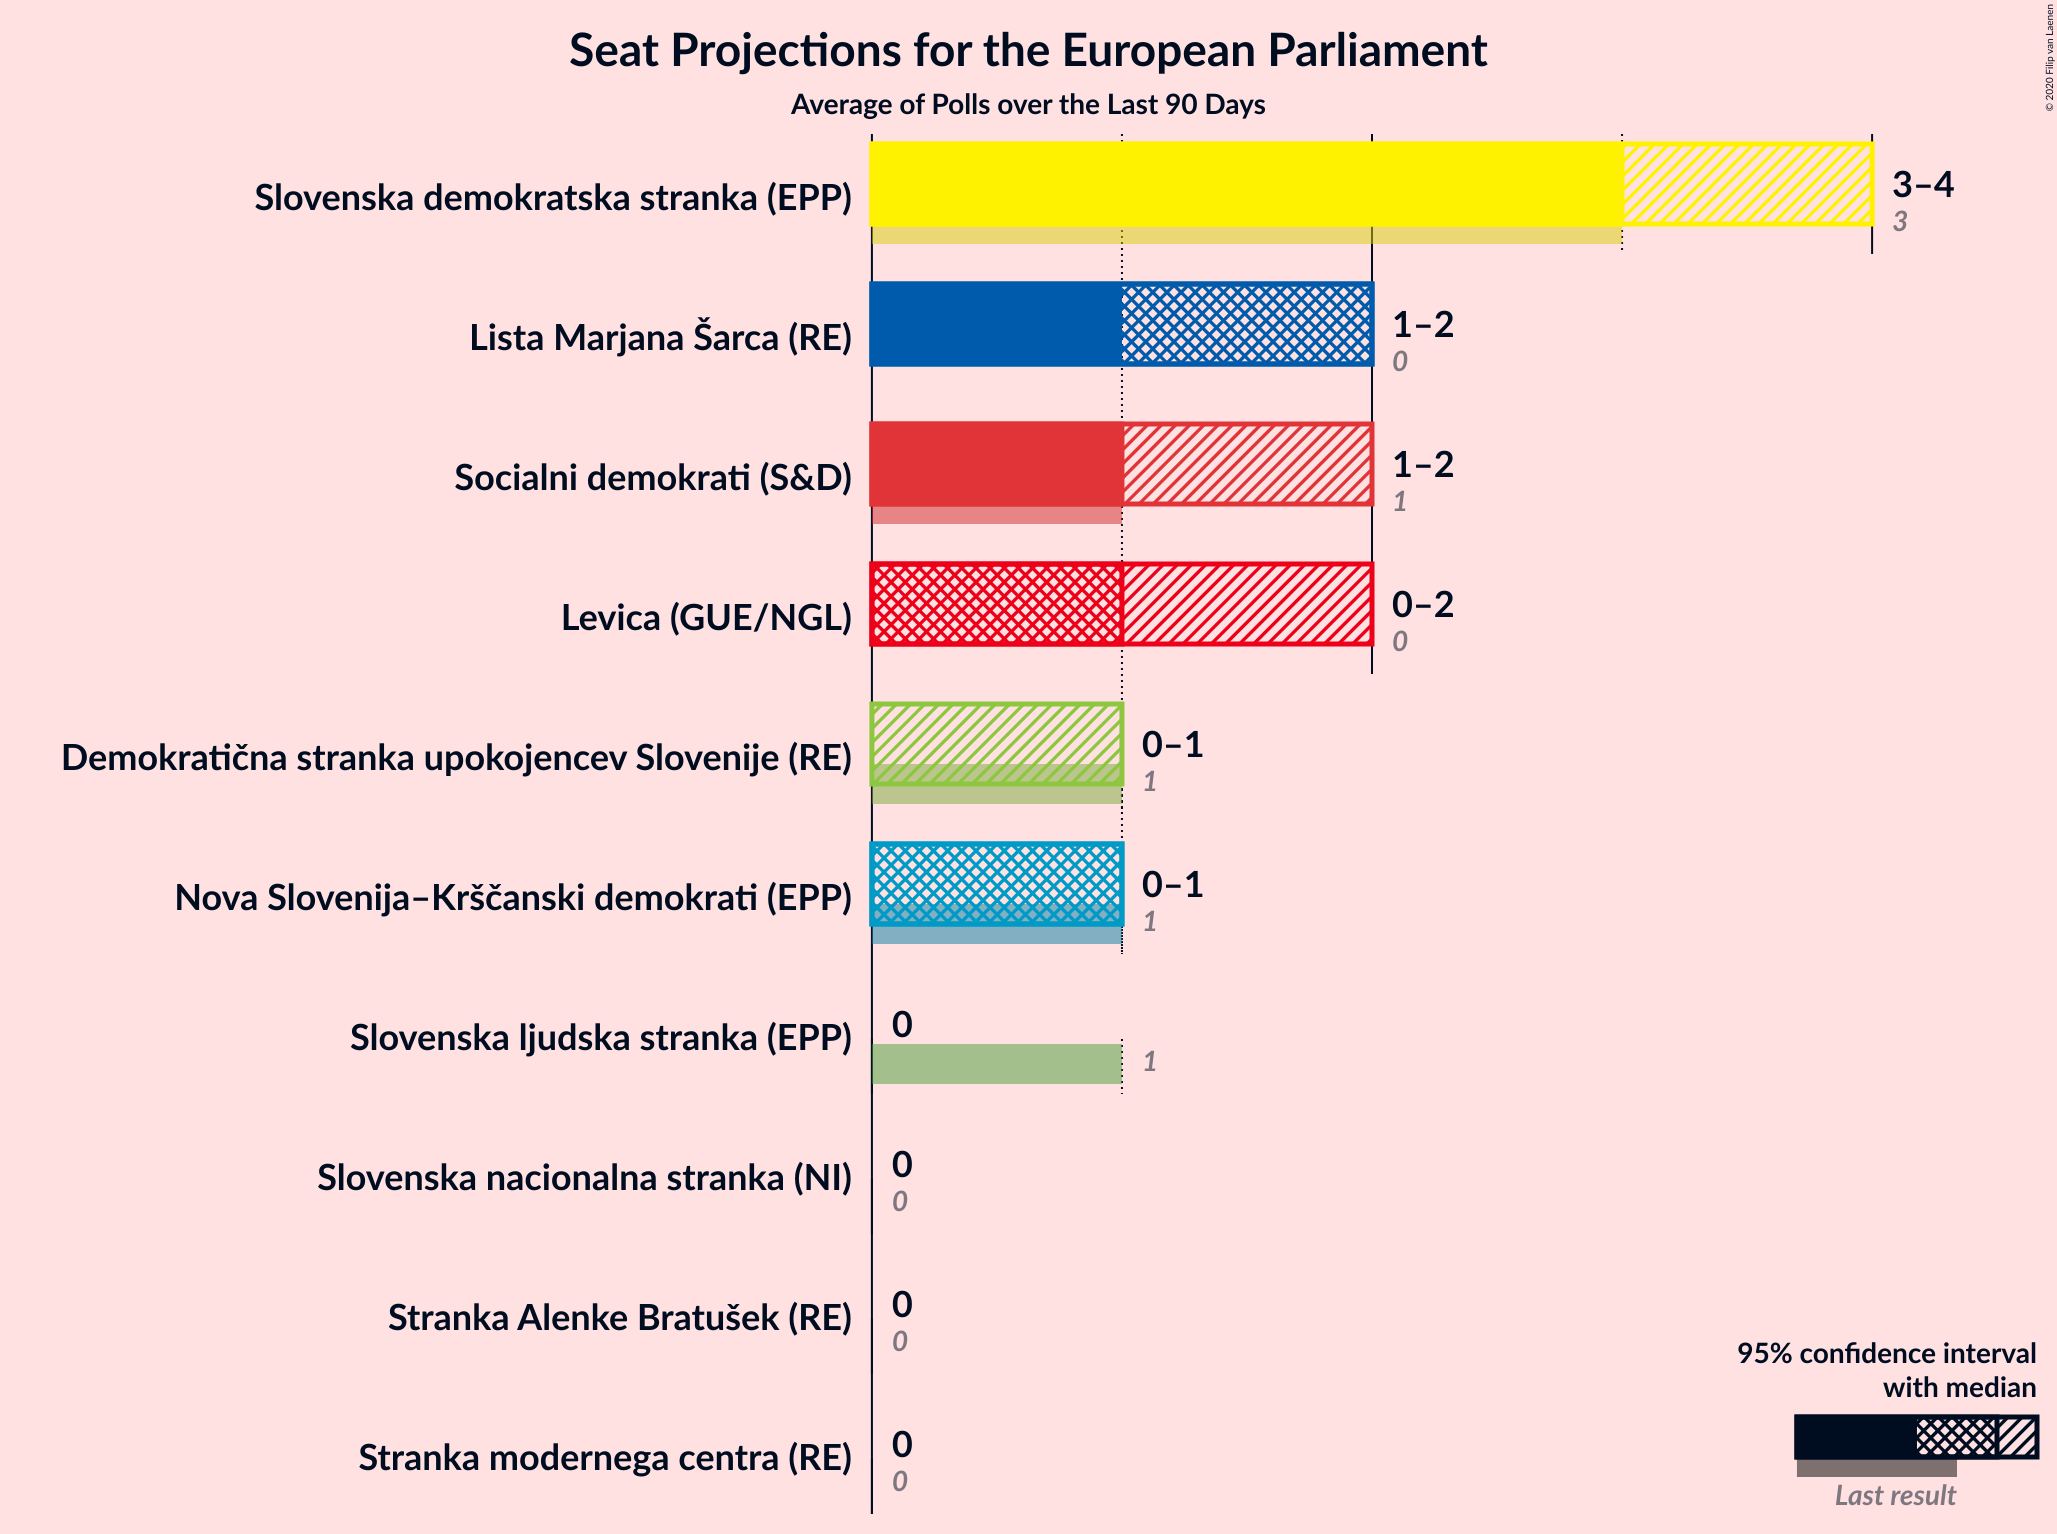 Seat Projections for the European Parliament
Average of Polls over the Last 90 Days
© 2020 Filip van Laenen
Slovenska demokratska stranka (EPP)
3–4
3
Lista Marjana Šarca (RE)
1–2
0
Socialni demokrati (S&D)
1–2
1
Levica (GUE/NGL)
0–2
0
Demokratična stranka upokojencev Slovenije (RE)
0–1
1
Nova Slovenija–Krščanski demokrati (EPP)
0–1
1
Slovenska ljudska stranka (EPP)
0
1
Slovenska nacionalna stranka (NI)
0
0
Stranka Alenke Bratušek (RE)
0
0
Stranka modernega centra (RE)
0
0
95% confidence interval
with median
Last result